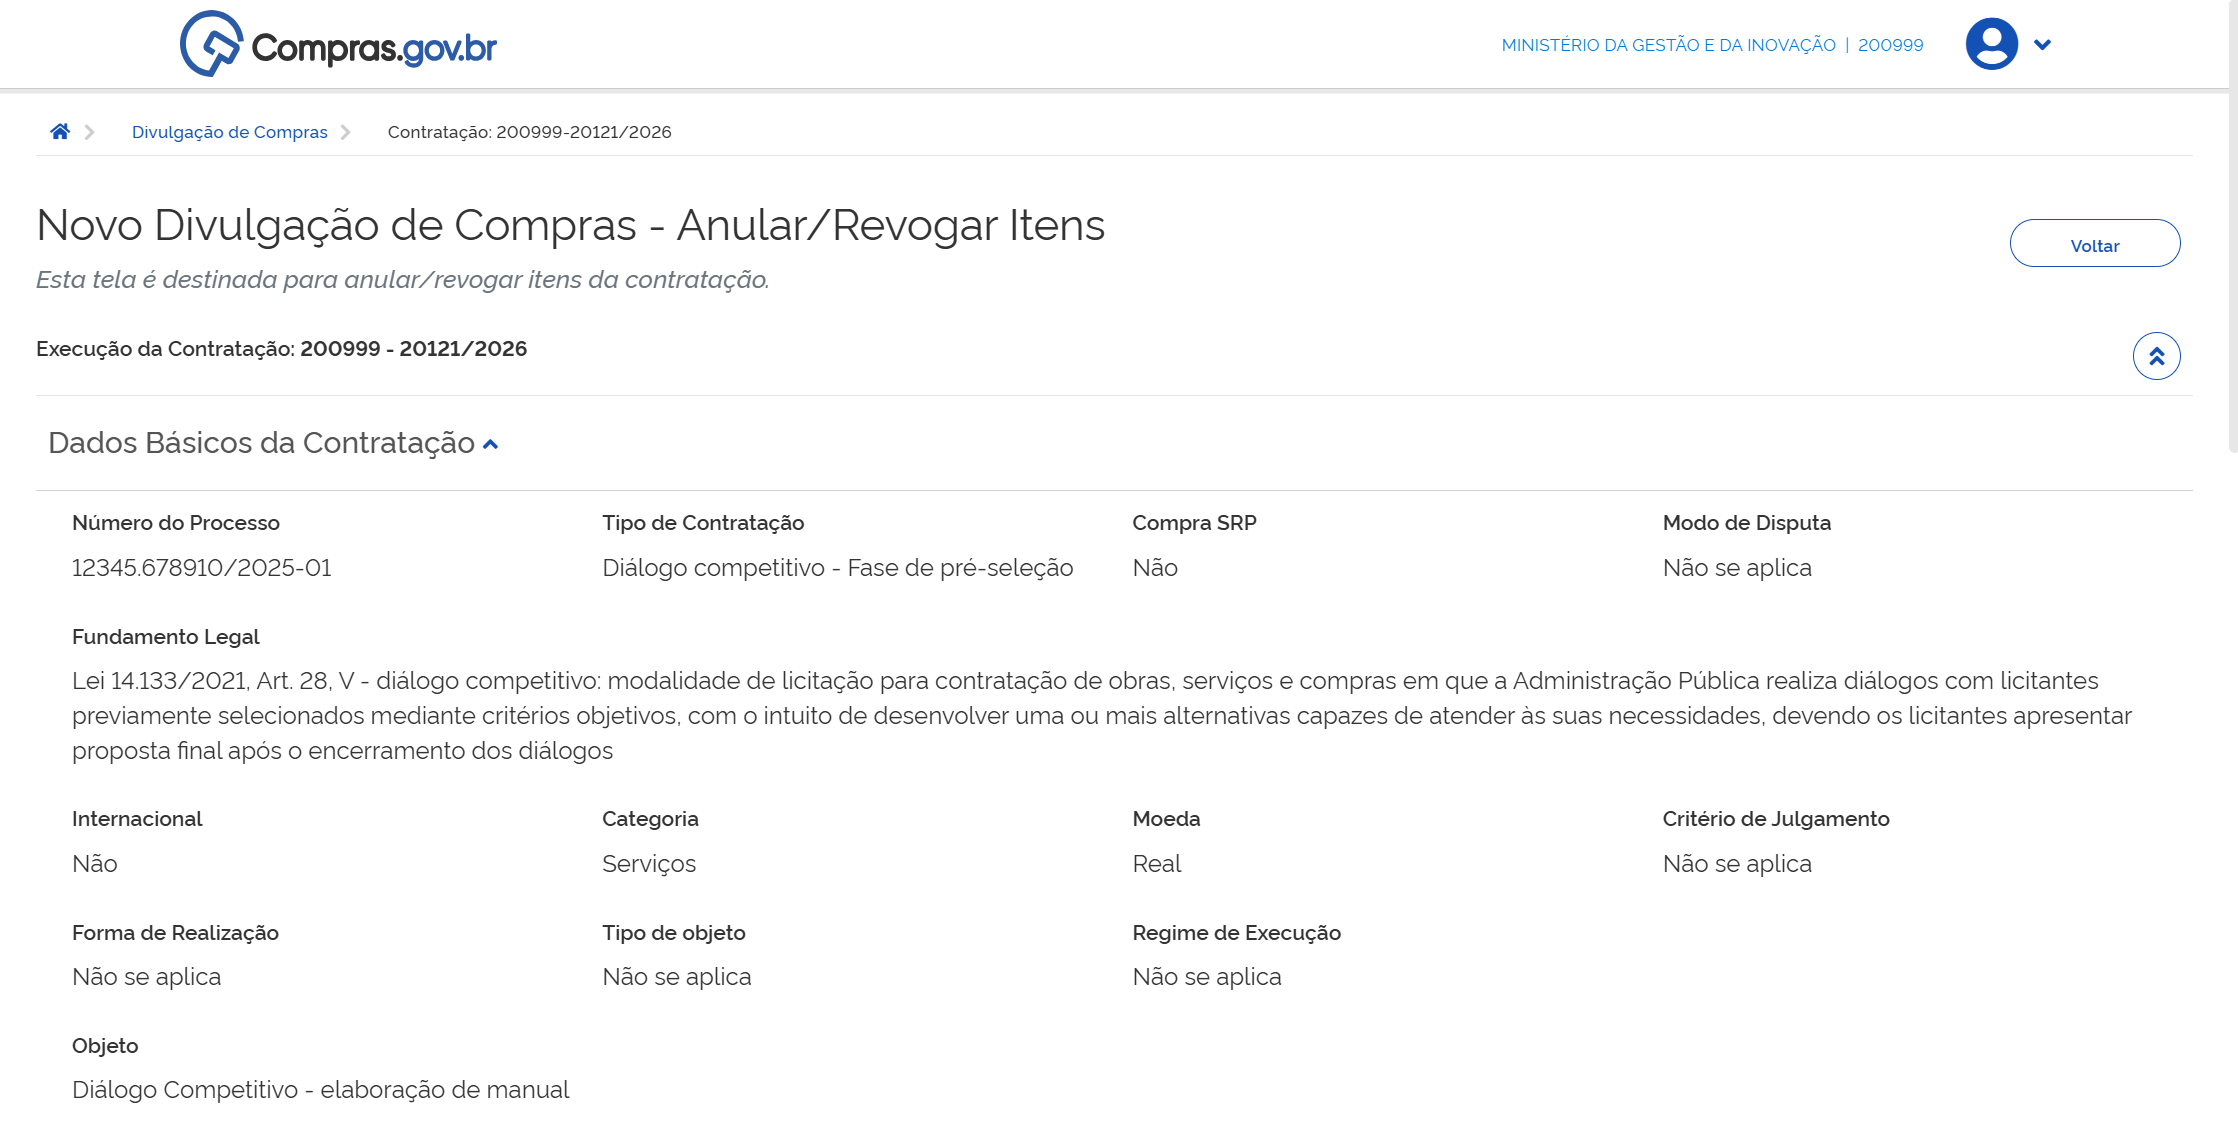 Compras.gov.br
MINISTÉRIO DA GESTÃO E DA INOVAÇÃO | 200999
Divulgação de Compras
Contratação: 200999-20121/2026
Novo Divulgação de Compras - Anular/Revogar Itens
Voltar
Esta tela é destinada para anular/revogar itens da contratação.
Execução da Contratação: 200999 - 20121/2026
Dados Básicos da Contratação
Número do Processo
12345.678910/2025-01
Tipo de Contratação
Diálogo competitivo - Fase de pré-seleção
Compra SRP
Não
Modo de Disputa
Não se aplica
Fundamento Legal
Lei 14.133/2021, Art. 28, V - diálogo competitivo: modalidade de licitação para contratação de obras, serviços e compras em que a Administração Pública realiza diálogos com licitantes
previamente selecionados mediante critérios objetivos, com o intuito de desenvolver uma ou mais alternativas capazes de atender às suas necessidades, devendo os licitantes apresentar
proposta final após o encerramento dos diálogos
Internacional
Não
Categoria
Serviços
Moeda
Real
Critério de Julgamento
Não se aplica
Forma de Realização
Não se aplica
Tipo de objeto
Não se aplica
Regime de Execução
Não se aplica
Objeto
Diálogo Competitivo - elaboração de manual